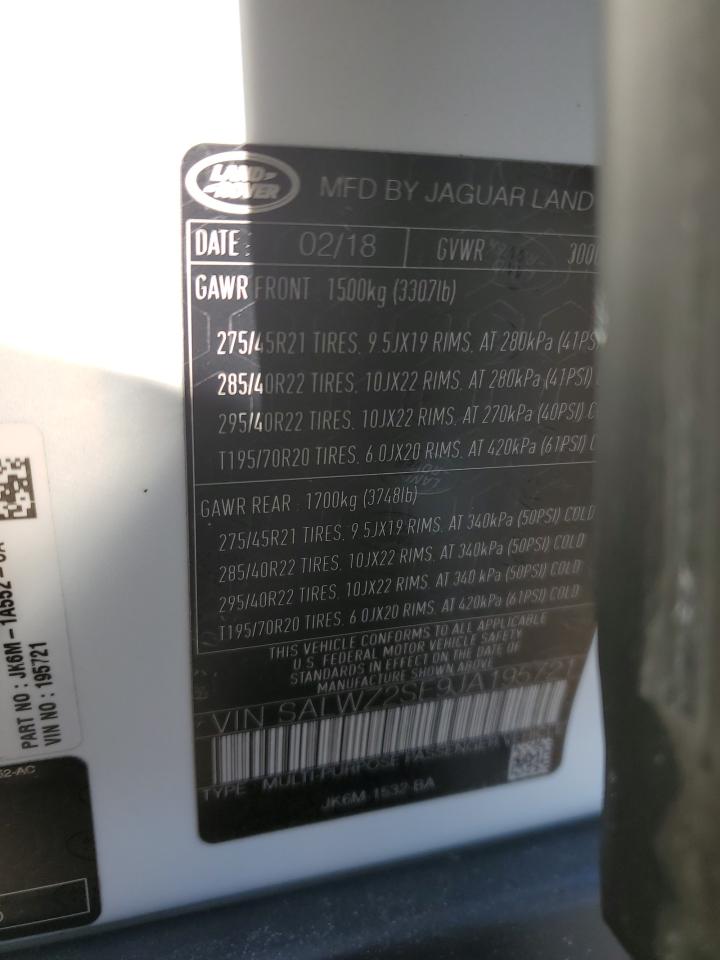 LAND ROVER
MFD BY JAGUAR LAND
DATE : 02/18 GVWR 300
GAWR FRONT 1500kg (3307lb)
275/45R21 TIRES, 9.5JX19 RIMS, AT 280kPa (41PS
285/40R22 TIRES, 10JX22 RIMS, AT 280kPa (41PSI) C
295/40R22 TIRES, 10JX22 RIMS, AT 270kPa (40PSI) C
T195/70R20 TIRES, 6.0JX20 RIMS, AT 420kPa (61PSI) C
GAWR REAR : 1700kg (3748lb)
275/45R21 TIRES, 9.5JX19 RIMS, AT 340kPa (50PSI) COLD
285/40R22 TIRES, 10JX22 RIMS, AT 340kPa (50PSI) COLD
295/40R22 TIRES, 10JX22 RIMS, AT 340 kPa (50PSI) COLD
T195/70R20 TIRES, 6.0JX20 RIMS, AT 420kPa (61PSI) COLD
THIS VEHICLE CONFORMS TO ALL APPLICABLE
U.S. FEDERAL MOTOR VEHICLE SAFETY
STANDARDS IN EFFECT ON THE DATE OF
MANUFACTURE SHOWN ABOVE
VIN SALWZ2SE9JA195721
TYPE : MULTI-PURPOSE PASSENGER VEHICLE
JK6M 1532-BA
PART NO : JK6M-1A552-
VIN NO : 195721
52-AC